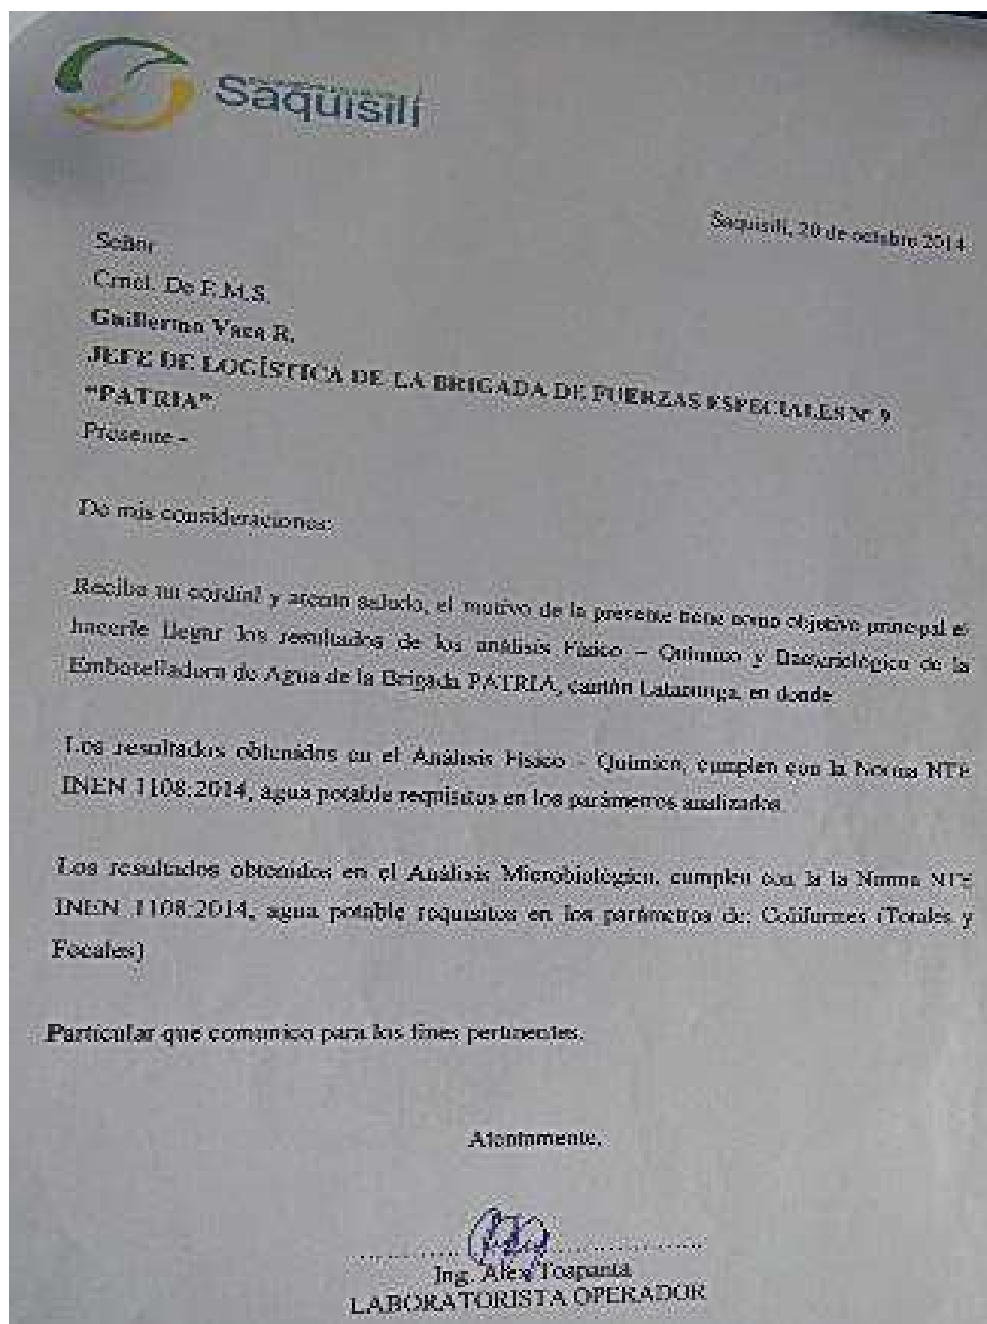 Saquisilí
Saquisilí, 20 de octubre 2014
Señor
Crnel. De E.M.S.
Guillermo Vaca R.
JEFE DE LOGÍSTICA DE LA BRIGADA DE FUERZAS ESPECIALES Nº 9
“PATRIA”
Presente.-
De mis consideraciones:
Reciba un cordial y atento saludo, el motivo de la presente tiene como objetivo principal es
hacerle llegar los resultados de los análisis Físico – Químico y Bacteriológico de la
Embotelladora de Agua de la Brigada PATRIA, cantón Latacunga, en donde
Los resultados obtenidos en el Análisis Físico - Químico, cumplen con la Norma NTE
INEN 1108:2014, agua potable requisitos en los parámetros analizados.
Los resultados obtenidos en el Análisis Microbiológico, cumplen con la la Norma NTE
INEN 1108:2014, agua potable requisitos en los parámetros de: Coliformes (Totales y
Fecales)
Particular que comunico para los fines pertinentes.
Atentamente,
Ing. Alex Toapanta
LABORATORISTA OPERADOR